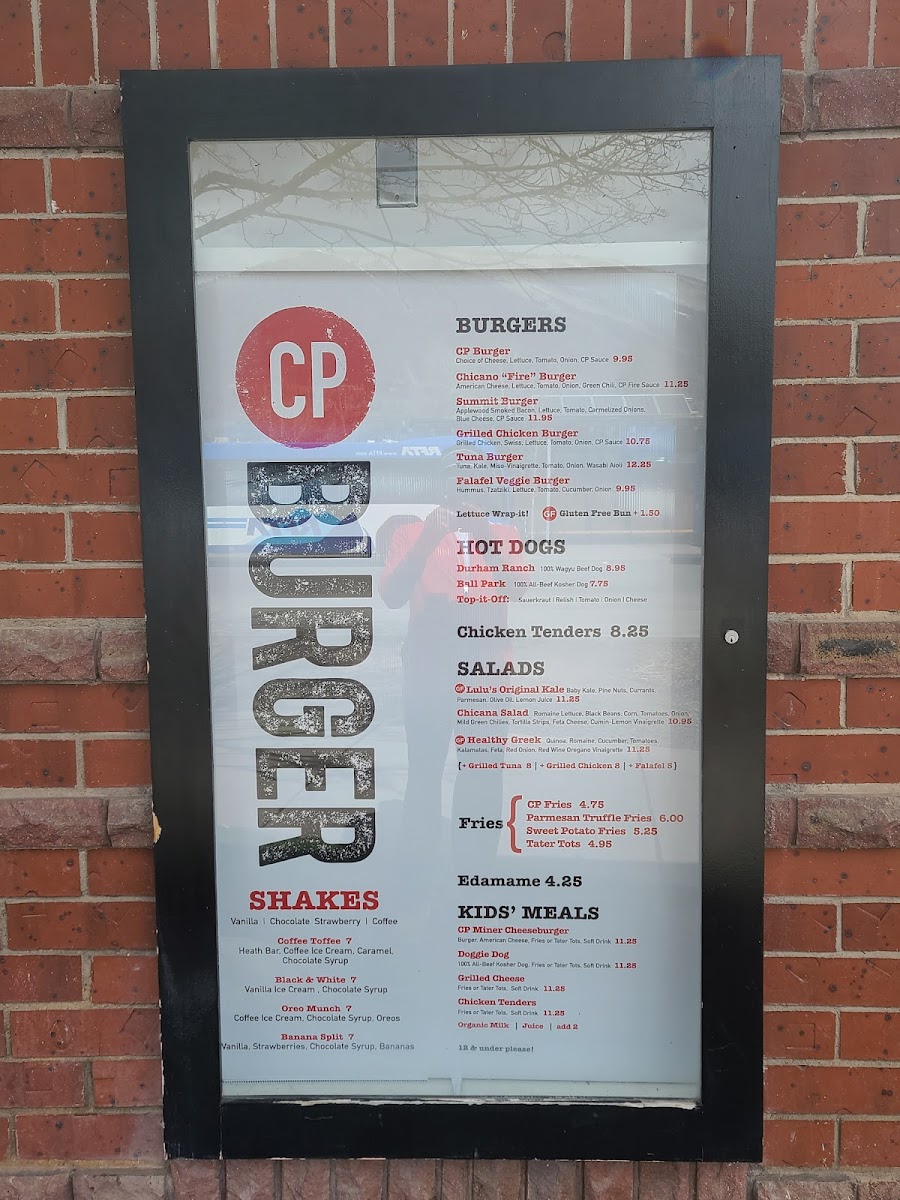 CP
BURGER
SHAKES
Vanilla | Chocolate Strawberry | Coffee
Coffee Toffee 7
Heath Bar, Coffee Ice Cream, Caramel,
Chocolate Syrup
Black & White 7
Vanilla Ice Cream , Chocolate Syrup
Oreo Munch 7
Coffee Ice Cream, Chocolate Syrup, Oreos
Banana Split 7
Vanilla, Strawberries, Chocolate Syrup, Bananas
BURGERS
CP Burger
Choice of Cheese, Lettuce, Tomato, Onion, CP Sauce 9.95
Chicano "Fire" Burger
American Cheese, Lettuce, Tomato, Onion, Green Chili, CP Fire Sauce 11.25
Summit Burger
Applewood Smoked Bacon, Lettuce, Tomato, Carmelized Onions,
Blue Cheese, CP Sauce 11.95
Grilled Chicken Burger
Grilled Chicken, Swiss, Lettuce, Tomato, Onion, CP Sauce 10.75
Tuna Burger
Tuna, Kale, Miso-Vinaigrette, Tomato, Onion, Wasabi Aioli 12.25
Falafel Veggie Burger
Hummus, Tzatziki, Lettuce, Tomato, Cucumber, Onion 9.95
Lettuce Wrap-it! GF Gluten Free Bun + 1.50
HOT DOGS
Durham Ranch 100% Wagyu Beef Dog 8.95
Ball Park 100% All-Beef Kosher Dog 7.75
Top-it-Off: Sauerkraut | Relish | Tomato | Onion | Cheese
Chicken Tenders 8.25
SALADS
GF Lulu's Original Kale Baby Kale, Pine Nuts, Currants,
Parmesan, Olive Oil, Lemon Juice 11.25
Chicana Salad Romaine Lettuce, Black Beans, Corn, Tomatoes, Onion,
Mild Green Chilies, Tortilla Strips, Feta Cheese, Cumin-Lemon Vinaigrette 10.95
GF Healthy Greek Quinoa, Romaine, Cucumber, Tomatoes,
Kalamatas, Feta, Red Onion, Red Wine Oregano Vinaigrette 11.25
{+ Grilled Tuna 8 | + Grilled Chicken 8 | + Falafel 5}
Fries
CP Fries 4.75
Parmesan Truffle Fries 6.00
Sweet Potato Fries 5.25
Tater Tots 4.95
Edamame 4.25
KIDS' MEALS
CP Miner Cheeseburger
Burger, American Cheese, Fries or Tater Tots, Soft Drink 11.25
Doggie Dog
100% All-Beef Kosher Dog, Fries or Tater Tots, Soft Drink 11.25
Grilled Cheese
Fries or Tater Tots, Soft Drink 11.25
Chicken Tenders
Fries or Tater Tots, Soft Drink 11.25
Organic Milk | Juice | add 2
12 & under please!